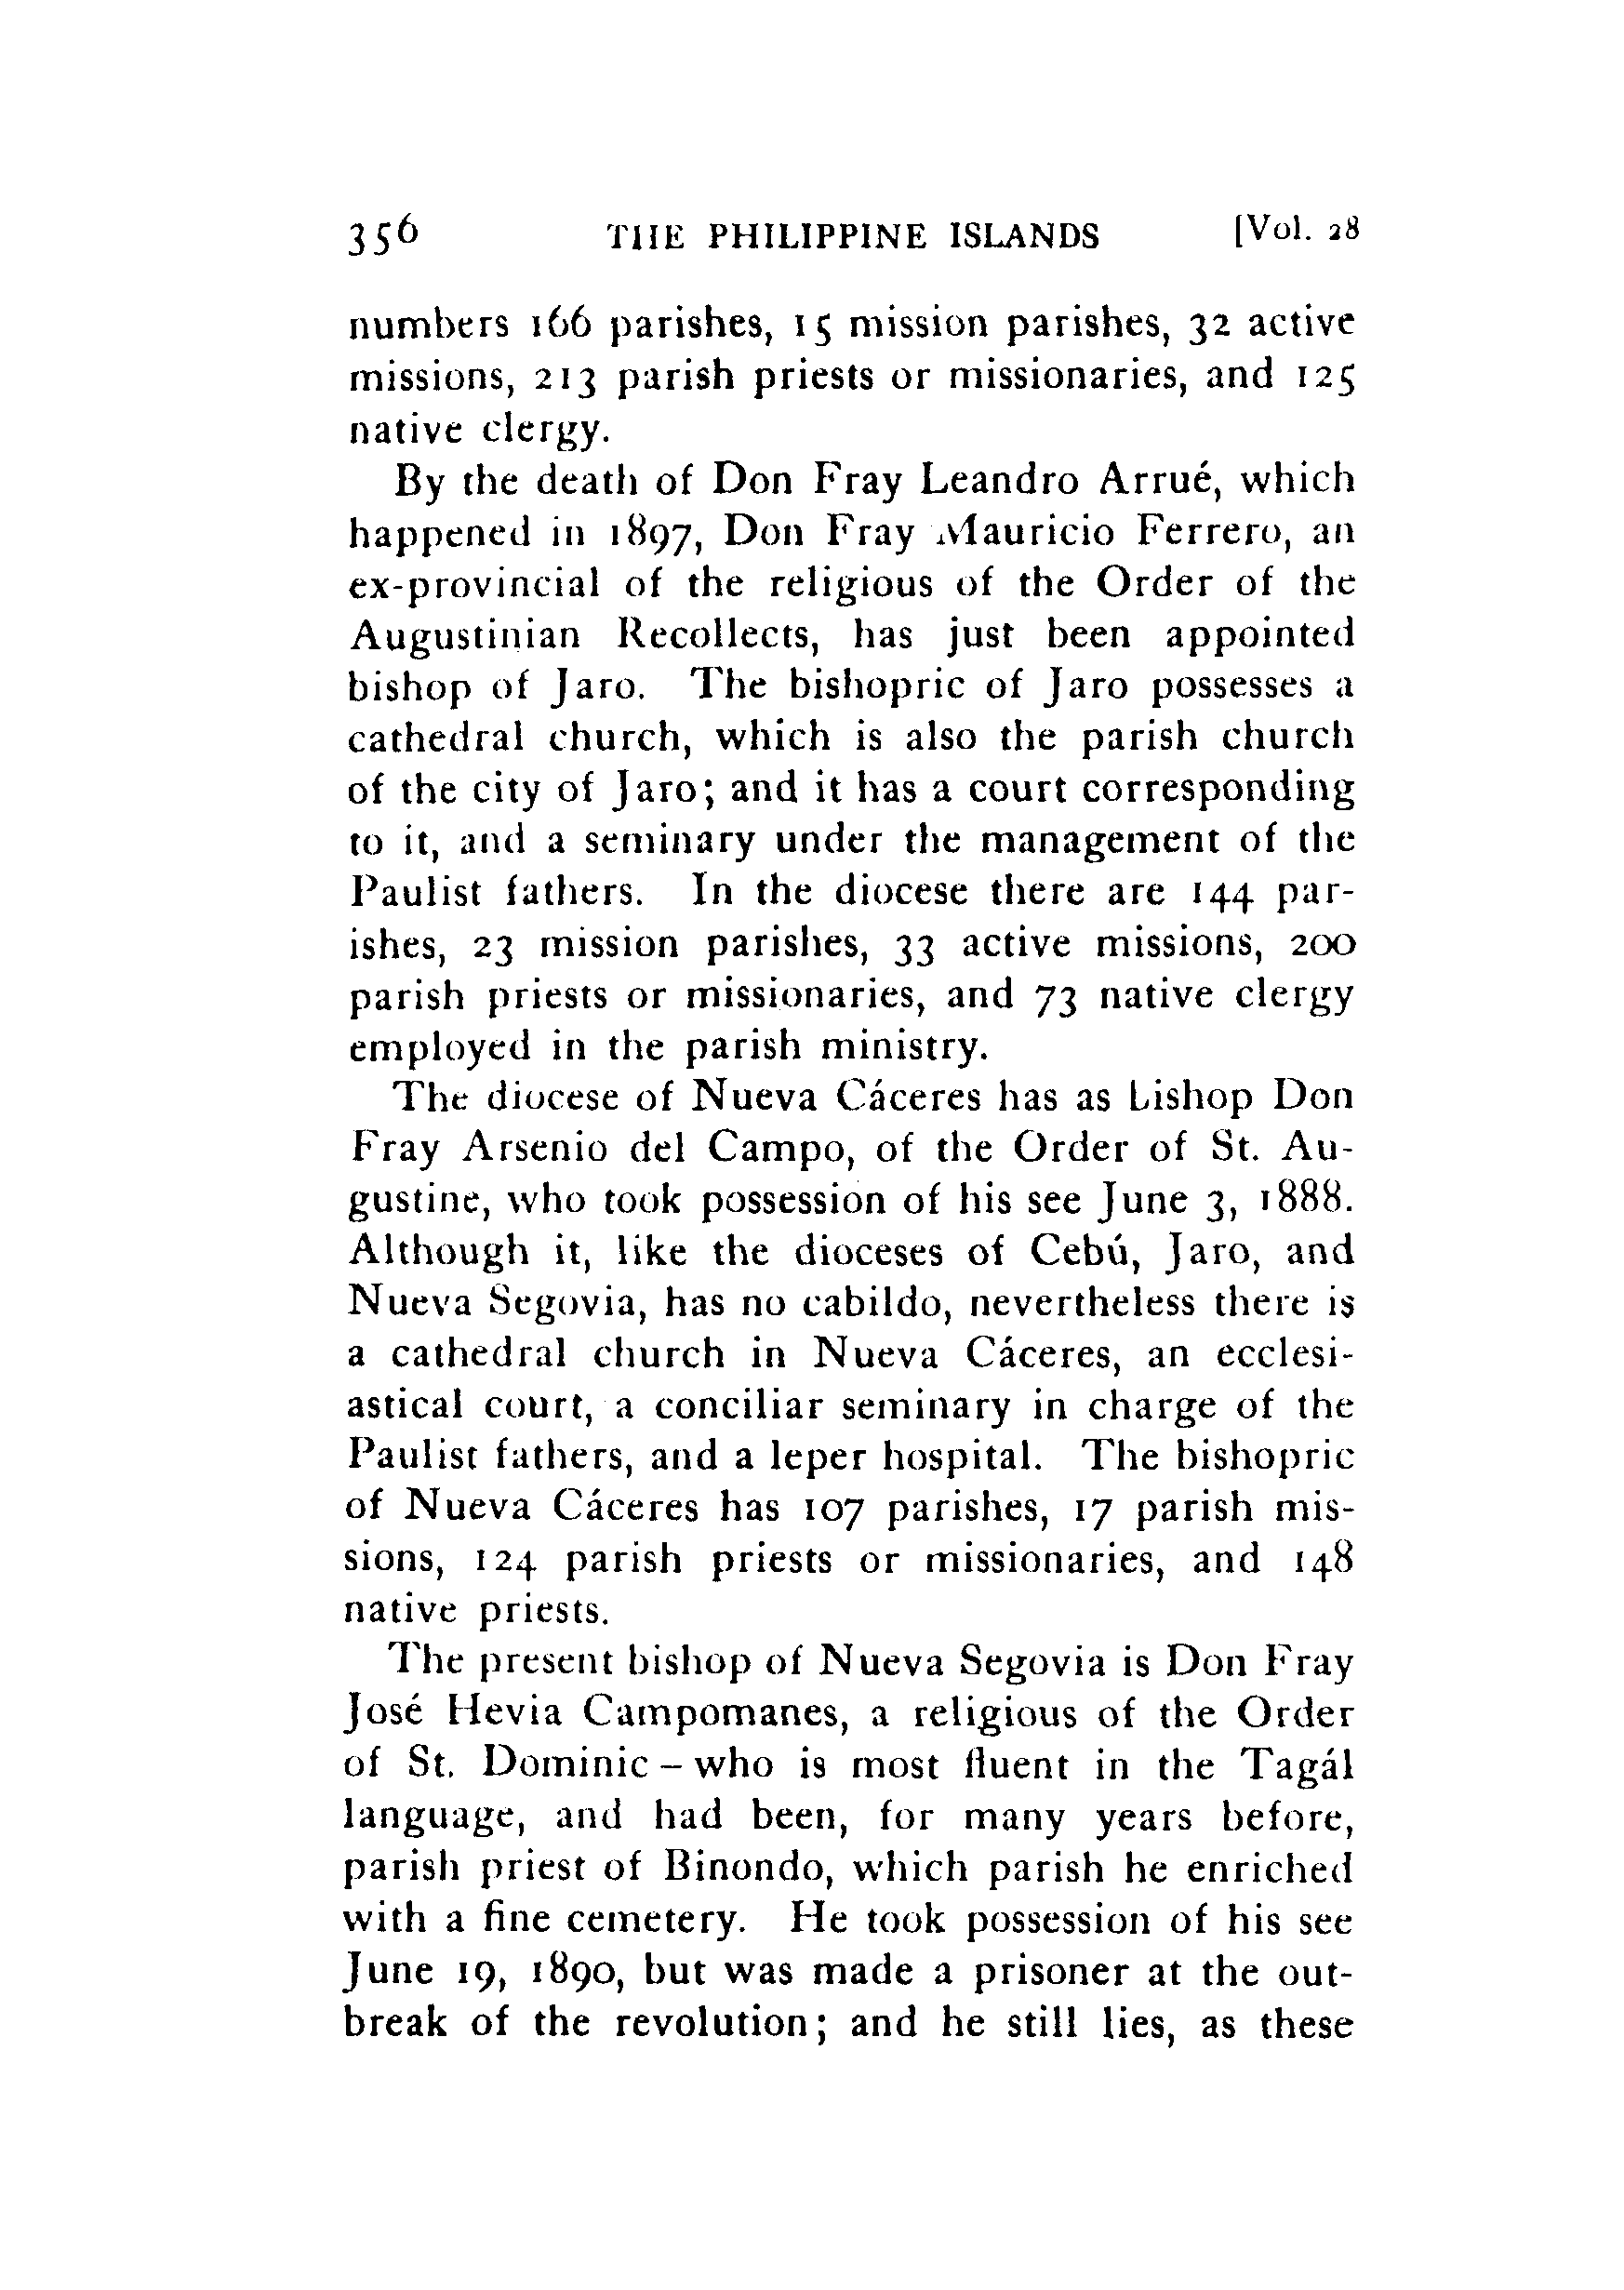 356 THE PHILIPPINE ISLANDS [Vol. 28
numbers 166 parishes, 15 mission parishes, 32 active
missions, 213 parish priests or missionaries, and 125
native clergy.
By the death of Don Fray Leandro Arrué, which
happened in 1897, Don Fray Mauricio Ferrero, an
ex-provincial of the religious of the Order of the
Augustinian Recollects, has just been appointed
bishop of Jaro. The bishopric of Jaro possesses a
cathedral church, which is also the parish church
of the city of Jaro; and it has a court corresponding
to it, and a seminary under the management of the
Paulist fathers. In the diocese there are 144 par-
ishes, 23 mission parishes, 33 active missions, 200
parish priests or missionaries, and 73 native clergy
employed in the parish ministry.
The diocese of Nueva Cáceres has as bishop Don
Fray Arsenio del Campo, of the Order of St. Au-
gustine, who took possession of his see June 3, 1888.
Although it, like the dioceses of Cebú, Jaro, and
Nueva Segovia, has no cabildo, nevertheless there is
a cathedral church in Nueva Cáceres, an ecclesi-
astical court, a conciliar seminary in charge of the
Paulist fathers, and a leper hospital. The bishopric
of Nueva Cáceres has 107 parishes, 17 parish mis-
sions, 124 parish priests or missionaries, and 148
native priests.
The present bishop of Nueva Segovia is Don Fray
José Hevia Campomanes, a religious of the Order
of St. Dominic – who is most fluent in the Tagál
language, and had been, for many years before,
parish priest of Binondo, which parish he enriched
with a fine cemetery. He took possession of his see
June 19, 1890, but was made a prisoner at the out-
break of the revolution; and he still lies, as these